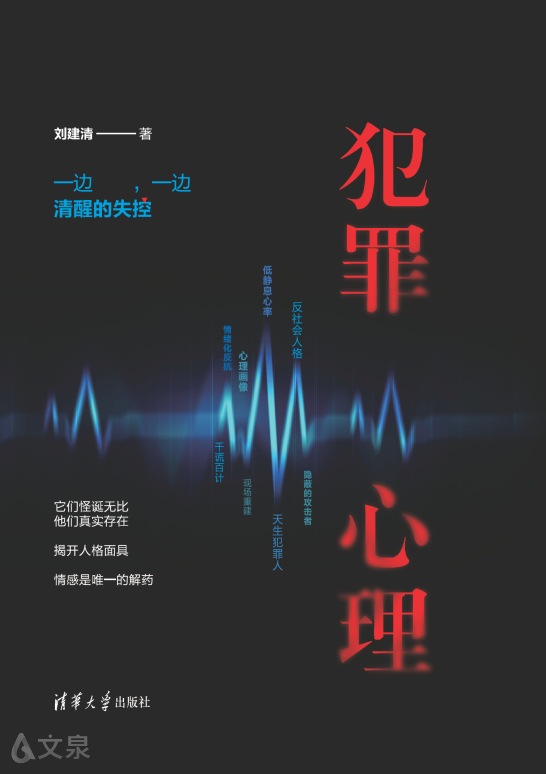 刘建清——著
一边　　，一边
清醒的失控
犯罪心理
低静息心率
反社会人格
情绪化反抗
心理画像
千谎百计
现场重建
隐蔽的攻击者
天生犯罪人
它们怪诞无比
他们真实存在
揭开人格面具
情感是唯一的解药
清华大学出版社
文泉